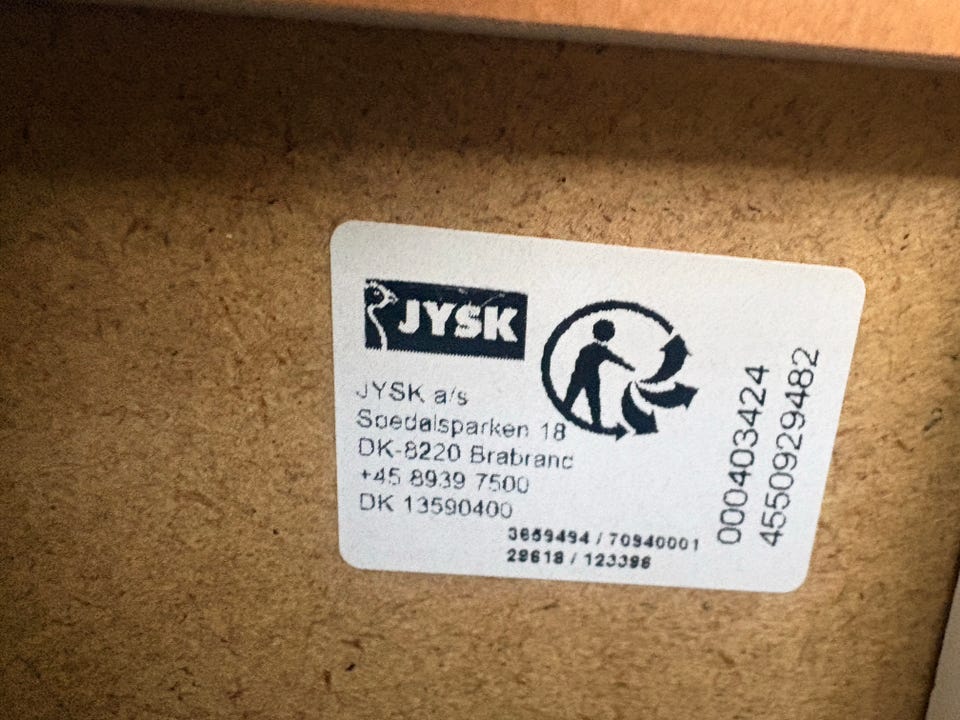 JYSK
JYSK a/s
Soedalsparken 18
DK-8220 Brabrand
+45 8939 7500
DK 13590400
3659494 / 70940001
29618 / 123396
000403424
4550929482